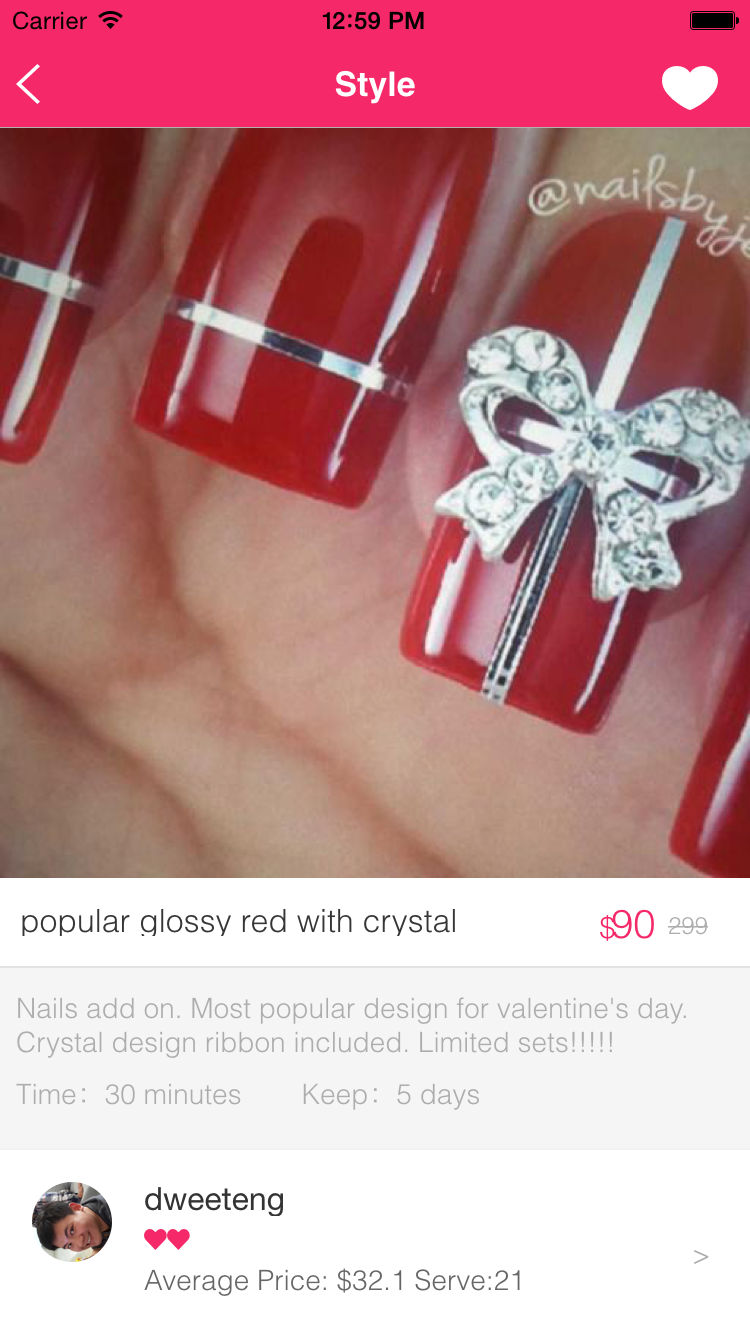 Carrier 12:59 PM
Style
@nailsbyj
popular glossy red with crystal $90 299
Nails add on. Most popular design for valentine's day.
Crystal design ribbon included. Limited sets!!!!!
Time： 30 minutes Keep： 5 days
dweeteng
Average Price: $32.1 Serve:21
>